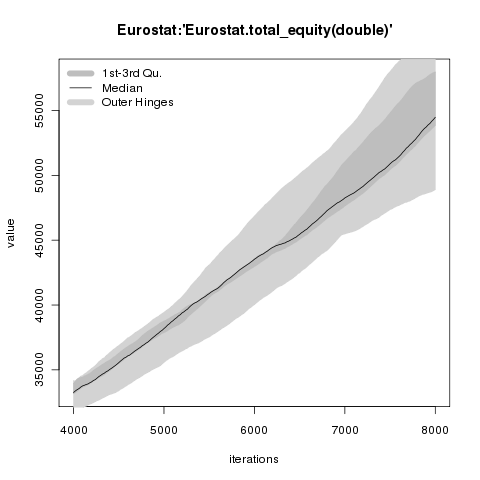 Eurostat:'Eurostat.total_equity(double)'
1st-3rd Qu.
Median
Outer Hinges
value
55000
50000
45000
40000
35000
4000 5000 6000 7000 8000
iterations